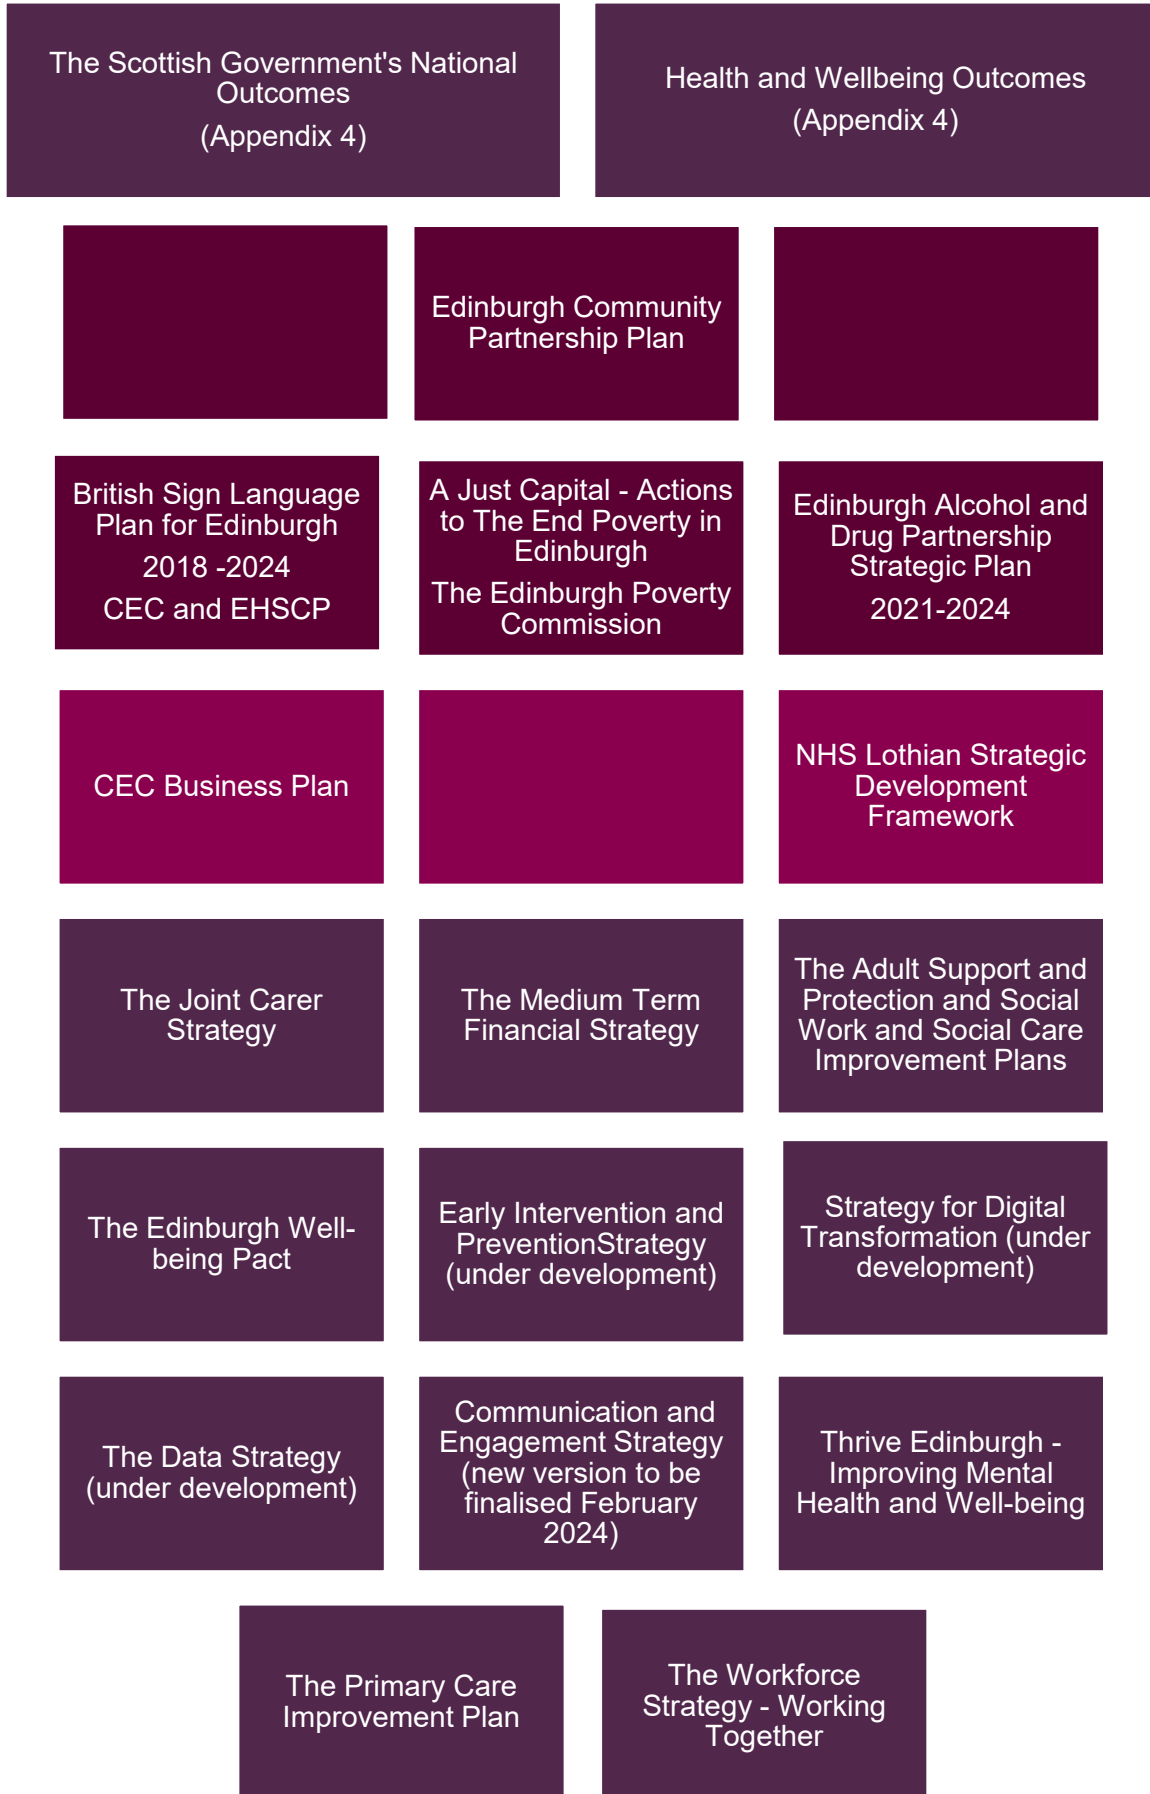 The Scottish Government's National
Outcomes
(Appendix 4)
Health and Wellbeing Outcomes
(Appendix 4)
Edinburgh Community
Partnership Plan
British Sign Language
Plan for Edinburgh
2018 -2024
CEC and EHSCP
A Just Capital - Actions
to The End Poverty in
Edinburgh
The Edinburgh Poverty
Commission
Edinburgh Alcohol and
Drug Partnership
Strategic Plan
2021-2024
CEC Business Plan
NHS Lothian Strategic
Development
Framework
The Joint Carer
Strategy
The Medium Term
Financial Strategy
The Adult Support and
Protection and Social
Work and Social Care
Improvement Plans
The Edinburgh Well-
being Pact
Early Intervention and
PreventionStrategy
(under development)
Strategy for Digital
Transformation (under
development)
The Data Strategy
(under development)
Communication and
Engagement Strategy
(new version to be
finalised February
2024)
Thrive Edinburgh -
Improving Mental
Health and Well-being
The Primary Care
Improvement Plan
The Workforce
Strategy - Working
Together